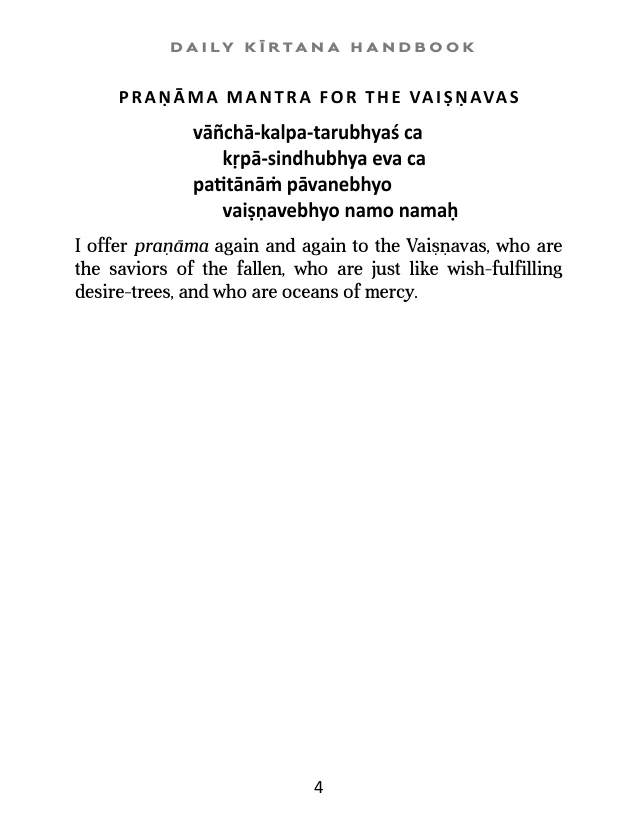 DAILY KĪRTANA HANDBOOK
PRAṆĀMA MANTRA FOR THE VAIṢṆAVAS
vāñchā-kalpa-tarubhyaś ca
kṛpā-sindhubhya eva ca
patitānāṁ pāvanebhyo
vaiṣṇavebhyo namo namaḥ
I offer praṇāma again and again to the Vaiṣṇavas, who are
the saviors of the fallen, who are just like wish-fulfilling
desire-trees, and who are oceans of mercy.
4